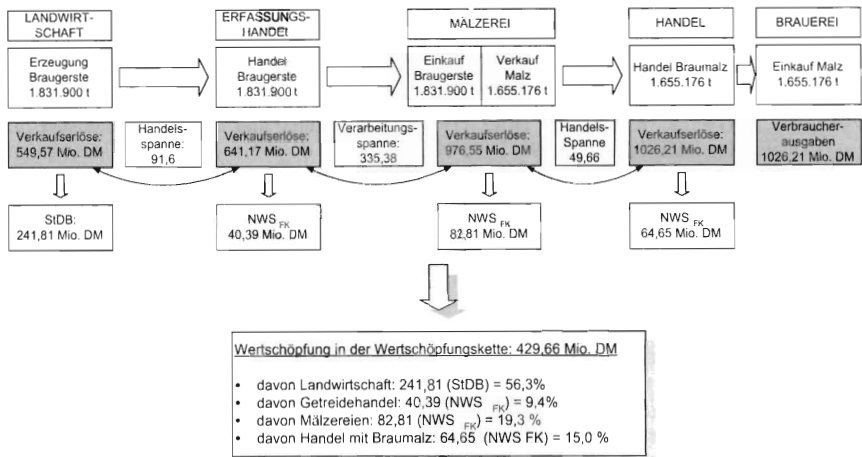 LANDWIRT-
SCHAFT
ERFASSUNGS-
HANDEL
MÄLZEREI
HANDEL
BRAUEREI
Erzeugung
Braugerste
1.831.900 t
Handel
Braugerste
1.831.900 t
Einkauf
Braugerste
1.831.900 t
Verkauf
Malz
1.655.176 t
Handel Braumalz
1.655.176 t
Einkauf Malz
1.655.176 t
Verkaufserlöse:
549,57 Mio. DM
Handels-
spanne:
91,6
Verkaufserlöse:
641,17 Mio. DM
Verarbeitungs-
spanne:
335,38
Verkaufserlöse:
976,55 Mio. DM
Handels-
Spanne
49,66
Verkaufserlöse:
1026,21 Mio. DM
Verbraucher-
ausgaben
1026,21 Mio. DM
StDB:
241,81 Mio. DM
NWS FK
40,39 Mio. DM
NWS FK
82,81 Mio. DM
NWS FK
64,65 Mio. DM
Wertschöpfung in der Wertschöpfungskette: 429,66 Mio. DM
• davon Landwirtschaft: 241,81 (StDB) = 56,3%
• davon Getreidehandel: 40,39 (NWS FK) = 9,4%
• davon Mälzereien: 82,81 (NWS FK) = 19,3 %
• davon Handel mit Braumalz: 64,65 (NWS FK) = 15,0 %